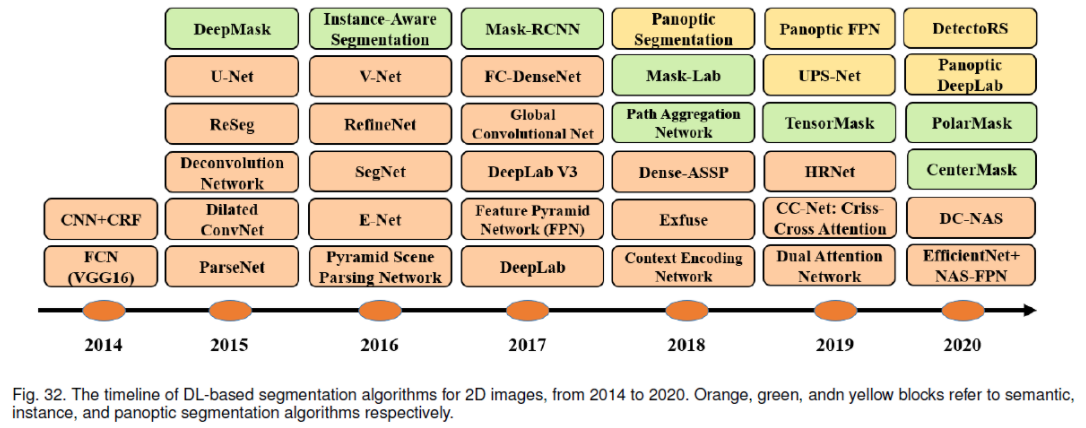 DeepMask
Instance-Aware
Segmentation
Mask-RCNN
Panoptic
Segmentation
Panoptic FPN
DetectoRS
U-Net
V-Net
FC-DenseNet
Mask-Lab
UPS-Net
Panoptic
DeepLab
ReSeg
RefineNet
Global
Convolutional Net
Path Aggregation
Network
TensorMask
PolarMask
Deconvolution
Network
SegNet
DeepLab V3
Dense-ASSP
HRNet
CenterMask
CNN+CRF
Dilated
ConvNet
E-Net
Feature Pyramid
Network (FPN)
Exfuse
CC-Net: Criss-
Cross Attention
DC-NAS
FCN
(VGG16)
ParseNet
Pyramid Scene
Parsing Network
DeepLab
Context Encoding
Network
Dual Attention
Network
EfficientNet+
NAS-FPN
2014
2015
2016
2017
2018
2019
2020
Fig. 32. The timeline of DL-based segmentation algorithms for 2D images, from 2014 to 2020. Orange, green, andn yellow blocks refer to semantic,
instance, and panoptic segmentation algorithms respectively.